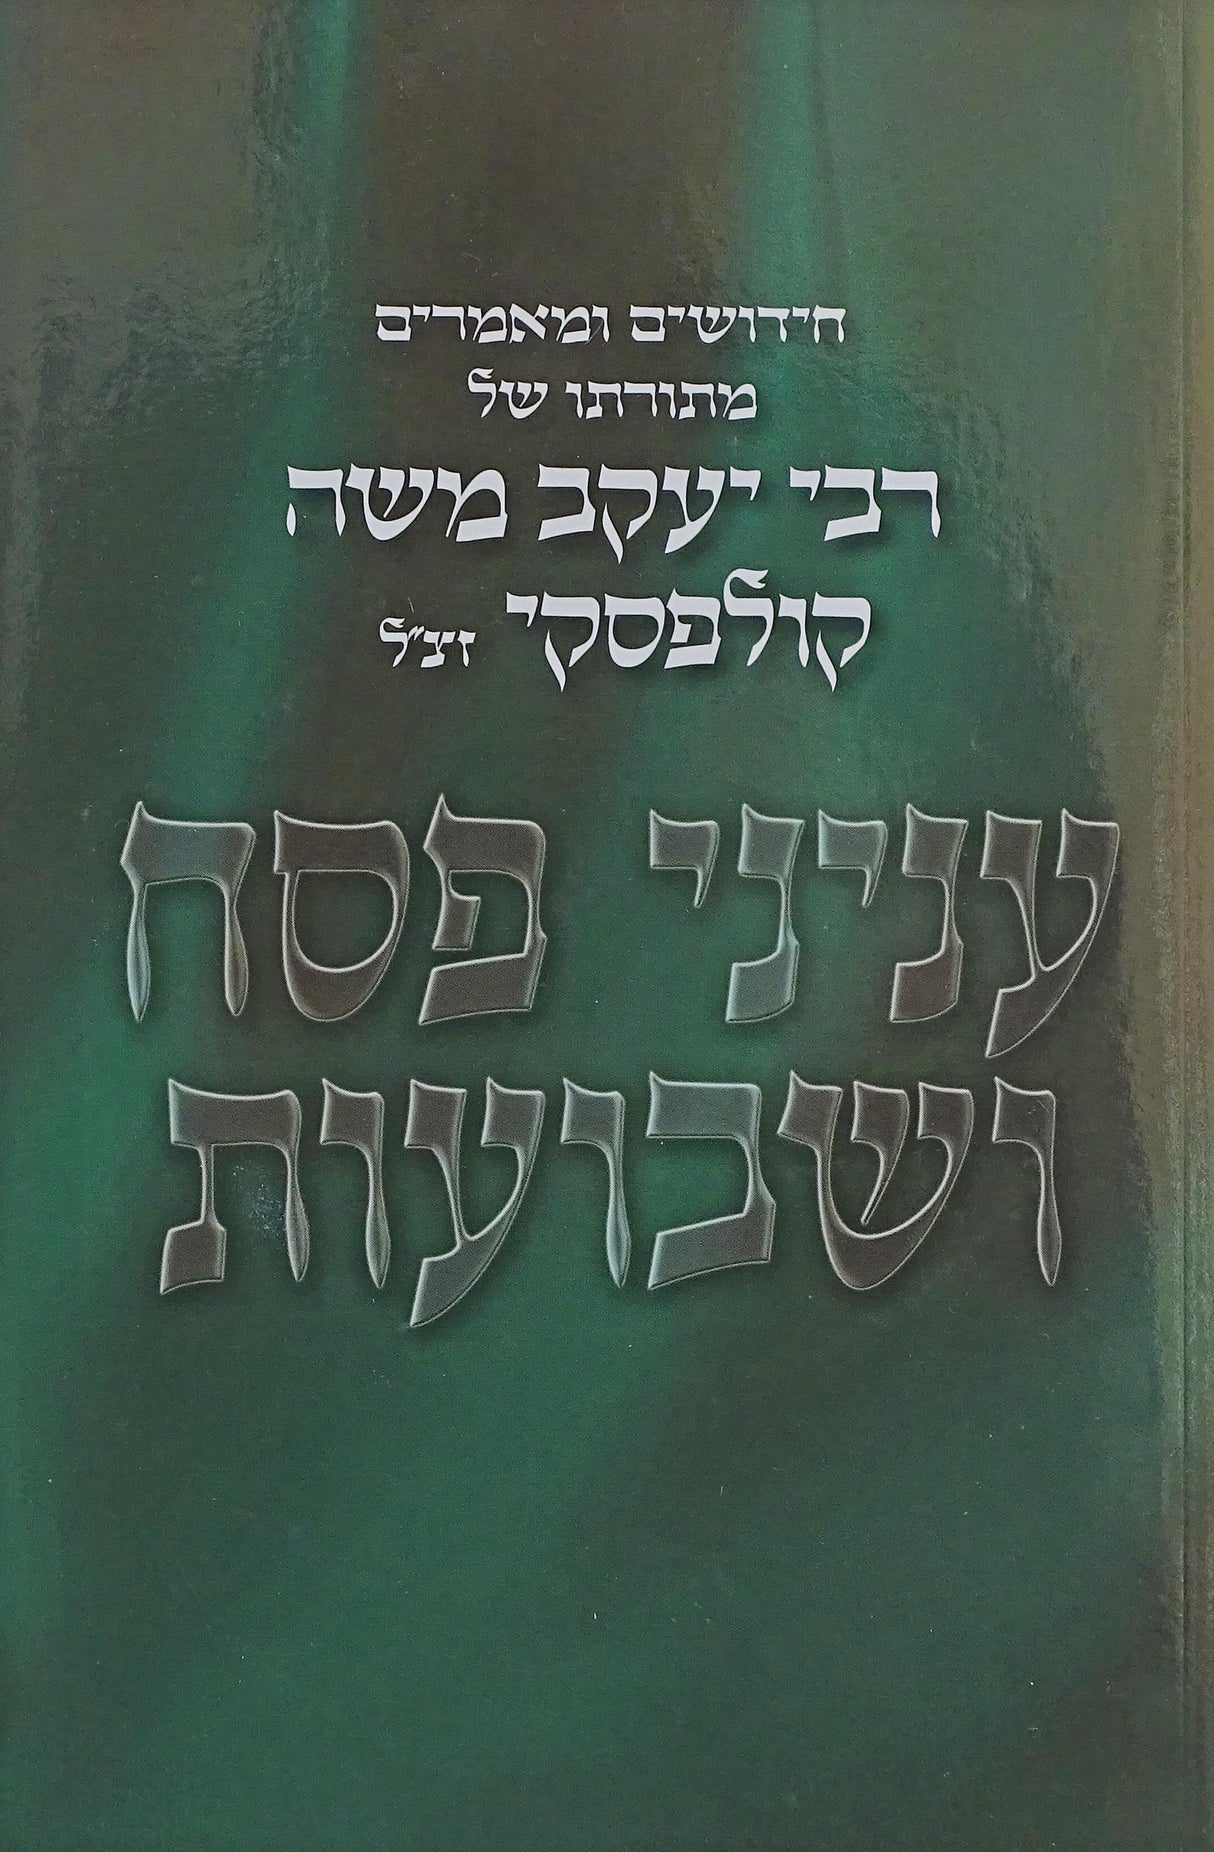 חידושים ומאמרים
מתורתו של
רבי יעקב משה
קולפסקי זצ"ל
עניני פסח
ושבועות